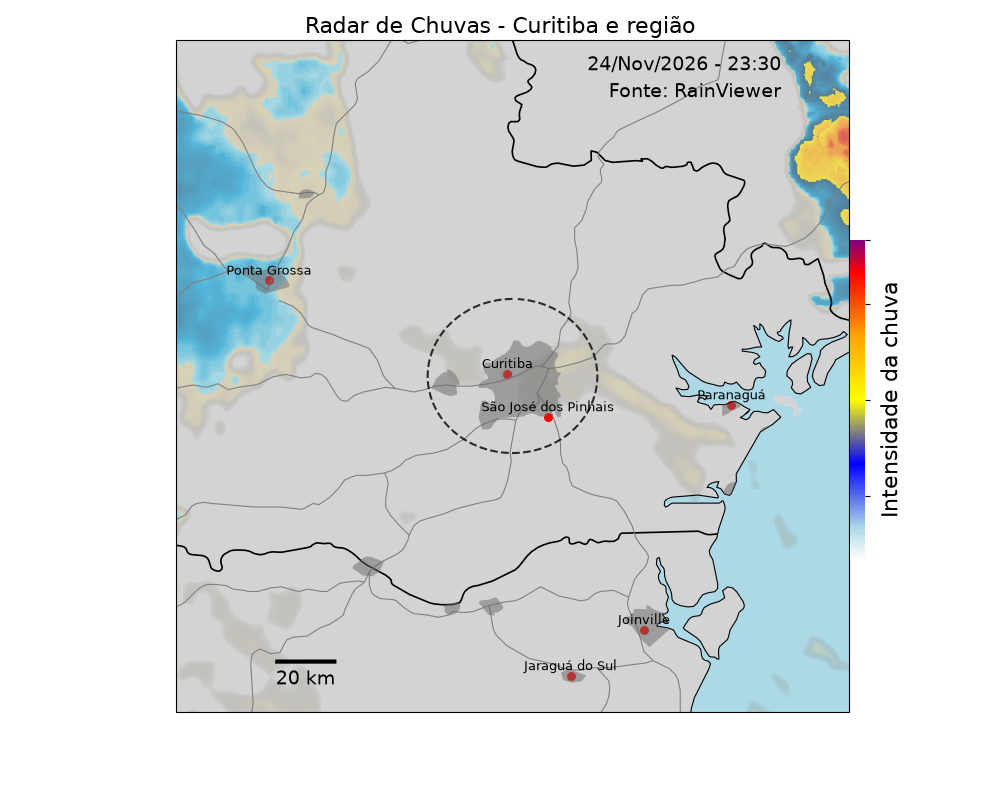 Radar de Chuvas - Curitiba e região
24/Nov/2026 - 23:30
Fonte: RainViewer
Ponta Grossa
Curitiba
São José dos Pinhais
Paranaguá
Intensidade da chuva
Joinville
Jaraguá do Sul
20 km